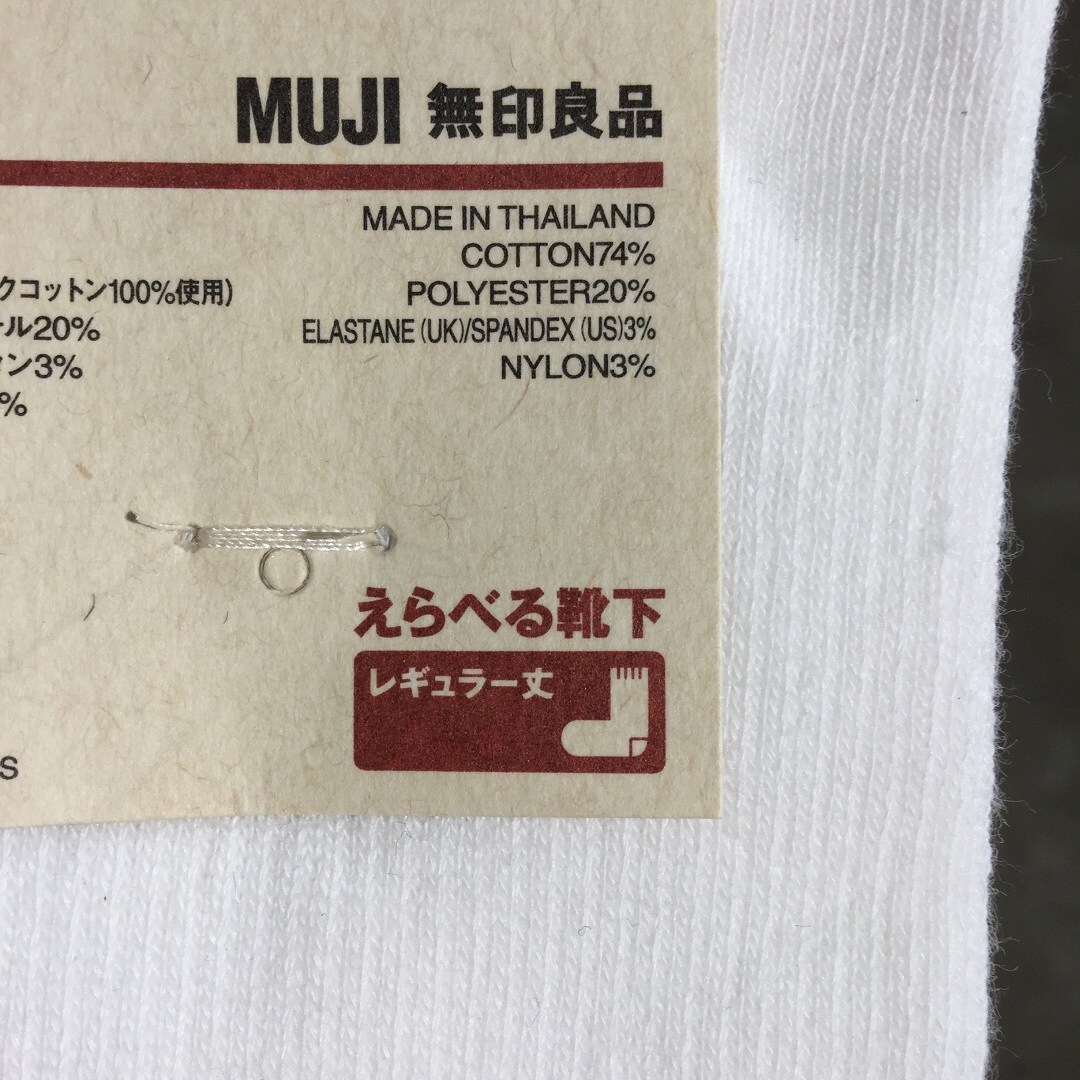 MUJI 無印良品
MADE IN THAILAND
COTTON74%
クコットン100%使用) POLYESTER20%
ール20% ELASTANE (UK)/SPANDEX (US)3%
ン3% NYLON3%
%
えらべる靴下
レギュラー丈
S